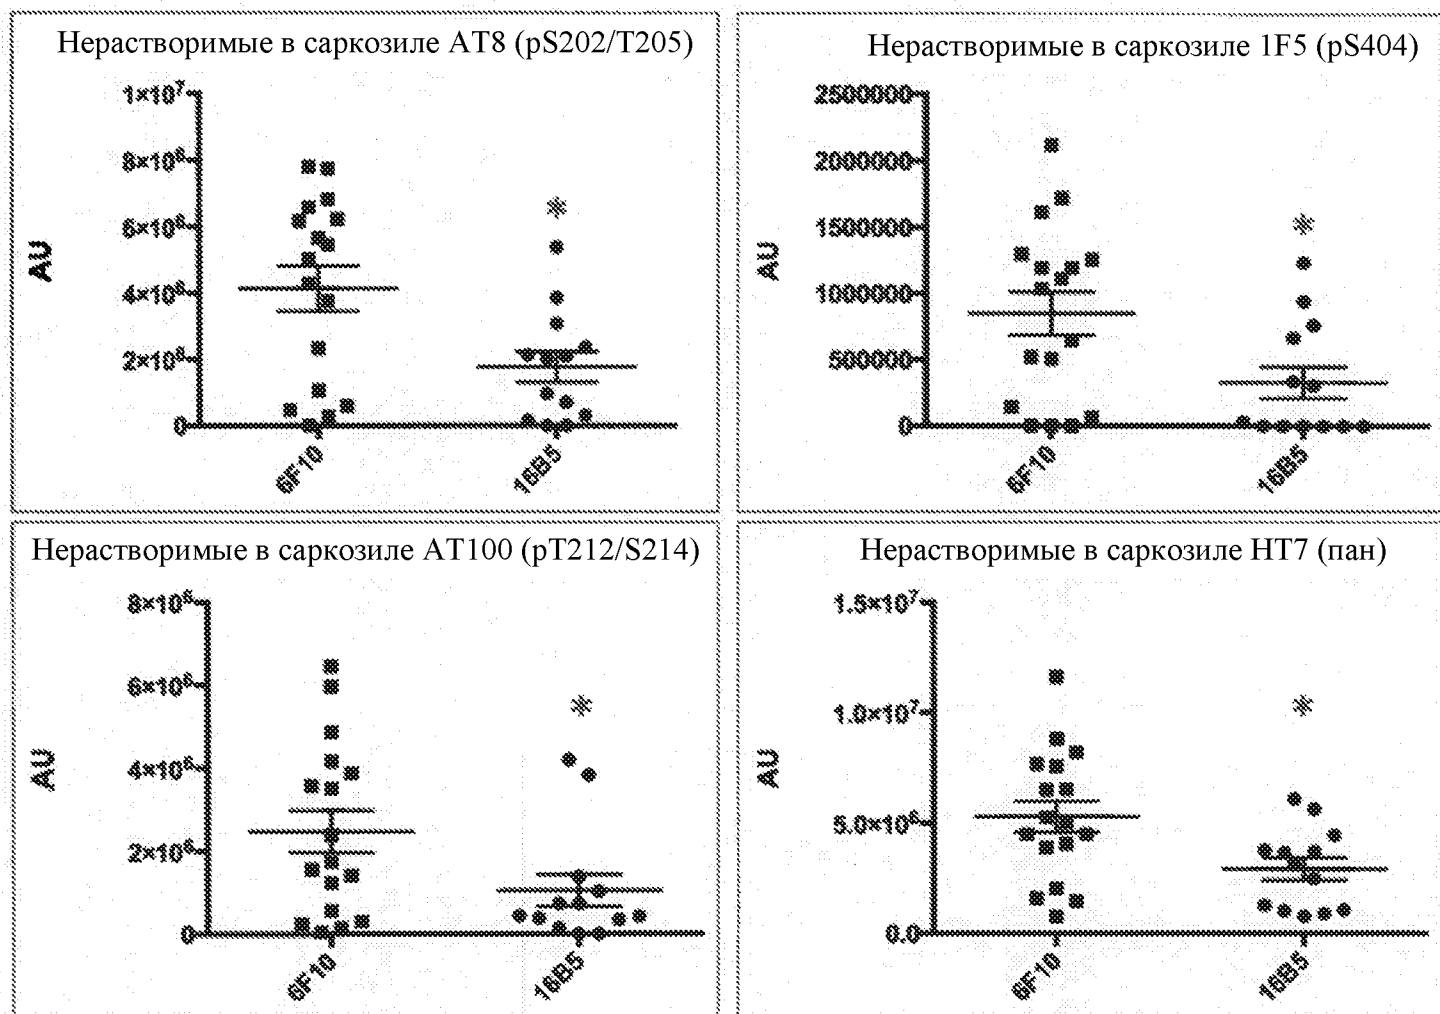 Нерастворимые в саркозиле AT8 (pS202/T205)
1×10⁷
8×10⁶
6×10⁶
4×10⁶
2×10⁶
0
AU
*
6F10
16B5
Нерастворимые в саркозиле 1F5 (pS404)
2500000
2000000
1500000
1000000
500000
0
AU
*
6F10
16B5
Нерастворимые в саркозиле AT100 (pT212/S214)
8×10⁶
6×10⁶
4×10⁶
2×10⁶
0
AU
*
6F10
16B5
Нерастворимые в саркозиле HT7 (пан)
1.5×10⁷
1.0×10⁷
5.0×10⁶
0.0
AU
*
6F10
16B5